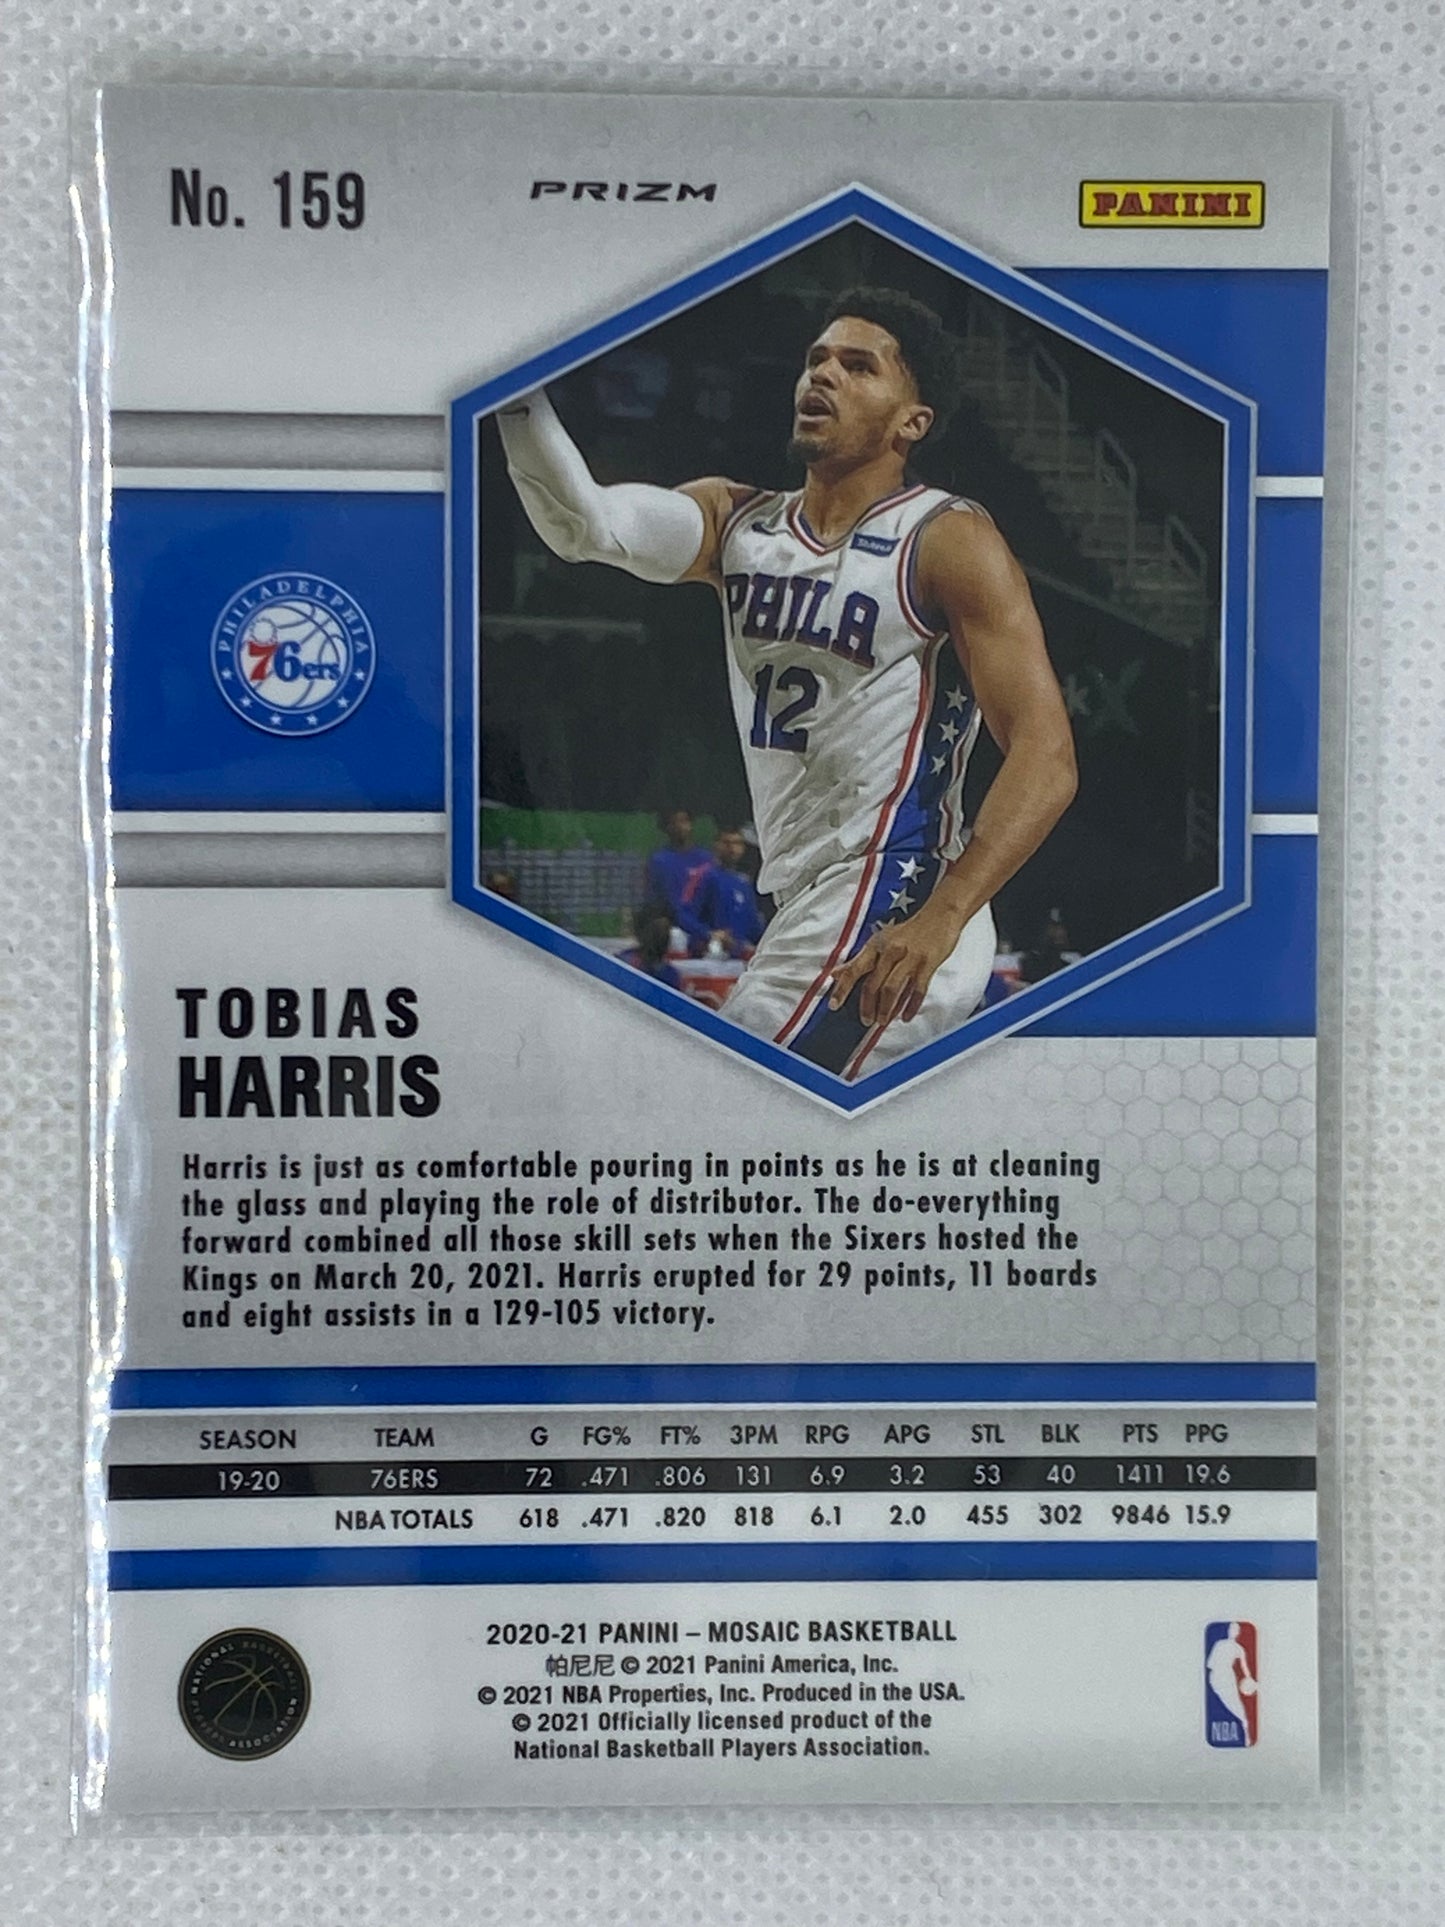 No. 159
PRIZM
PANINI
PHILADELPHIA
76ers
PHILA
12
TOBIAS
HARRIS
Harris is just as comfortable pouring in points as he is at cleaning
the glass and playing the role of distributor. The do-everything
forward combined all those skill sets when the Sixers hosted the
Kings on March 20, 2021. Harris erupted for 29 points, 11 boards
and eight assists in a 129-105 victory.
SEASON TEAM G FG% FT% 3PM RPG APG STL BLK PTS PPG
19-20 76ERS 72 .471 .806 131 6.9 3.2 53 40 1411 19.6
NBA TOTALS 618 .471 .820 818 6.1 2.0 455 302 9846 15.9
2020-21 PANINI – MOSAIC BASKETBALL
帕尼尼 © 2021 Panini America, Inc.
© 2021 NBA Properties, Inc. Produced in the USA.
© 2021 Officially licensed product of the
National Basketball Players Association.
NATIONAL BASKETBALL PLAYERS ASSOCIATION
NBA